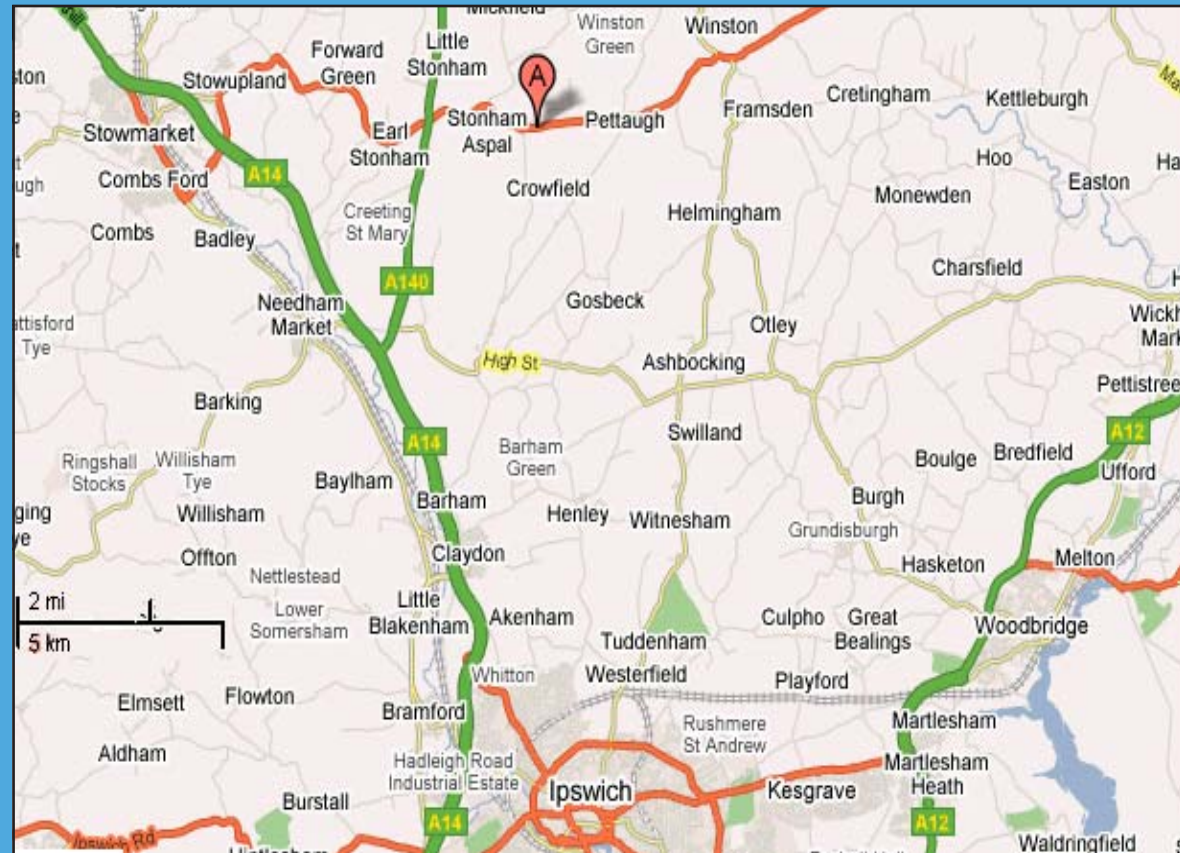 Mickfield
Winston
Green
Winston
Forward
Green
Little
Stonham
A
Stowupland
Cretingham
Kettleburgh
Framsden
Stonham
Aspal
Pettaugh
Stowmarket
Earl
Stonham
A14
Hoo
Combs Ford
Crowfield
Easton
Monewden
Creeting
St Mary
Helmingham
Combs
Badley
Charsfield
A140
Needham
Market
Gosbeck
Otley
Tye
High St
Ashbocking
Barking
A14
Swilland
A12
Barham
Green
Boulge
Bredfield
Ringshall
Stocks
Willisham
Tye
Ufford
Baylham
Barham
Burgh
Willisham
Henley
Witnesham
Grundisburgh
Offton
Claydon
Hasketon
Melton
Nettlestead
2 mi
5 km
Lower
Somersham
Little
Blakenham
Akenham
Culpho
Great
Bealings
Woodbridge
Tuddenham
Whitton
Westerfield
Playford
Elmsett
Flowton
Bramford
Rushmere
St Andrew
Martlesham
Aldham
Hadleigh Road
Industrial Estate
Martlesham
Heath
Ipswich
Kesgrave
Burstall
A14
A12
Ipswich Rd
Hintlesham
Waldringfield